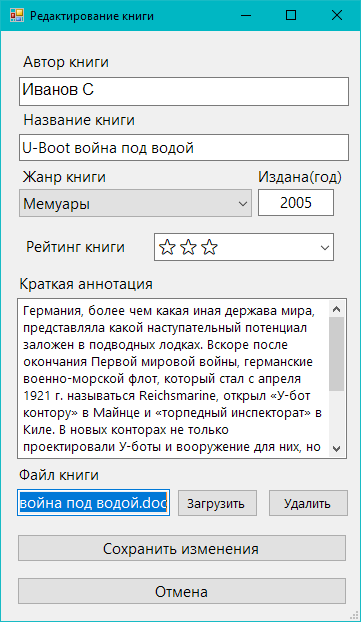 Редактирование книги
Автор книги
Иванов С
Название книги
U-Boot война под водой
Жанр книги Издана(год)
Мемуары 2005
Рейтинг книги ☆☆☆
Краткая аннотация
Германия, более чем какая иная держава мира,
представляла какой наступательный потенциал
заложен в подводных лодках. Вскоре после
окончания Первой мировой войны, германские
военно-морской флот, который стал с апреля
1921 г. называться Reichsmarine, открыл «У-бот
контору» в Майнце и «торпедный инспекторат» в
Киле. В новых конторах не только
проектировали У-боты и вооружение для них, но
Файл книги
война под водой.doc Загрузить Удалить
Сохранить изменения
Отмена